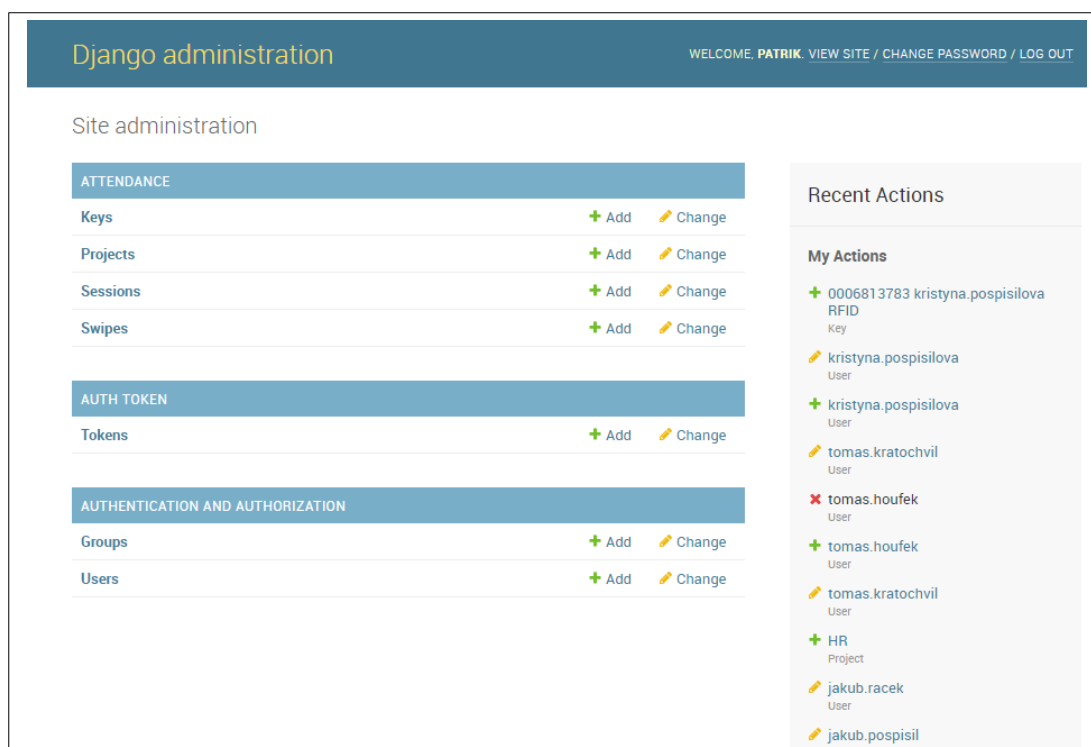 Django administration
WELCOME, PATRIK. VIEW SITE / CHANGE PASSWORD / LOG OUT
Site administration
ATTENDANCE
Keys Add Change
Projects Add Change
Sessions Add Change
Swipes Add Change
AUTH TOKEN
Tokens Add Change
AUTHENTICATION AND AUTHORIZATION
Groups Add Change
Users Add Change
Recent Actions
My Actions
0006813783 kristyna.pospisilova
RFID
Key
kristyna.pospisilova
User
kristyna.pospisilova
User
tomas.kratochvil
User
tomas.houfek
User
tomas.houfek
User
tomas.kratochvil
User
HR
Project
jakub.racek
User
jakub.pospisil